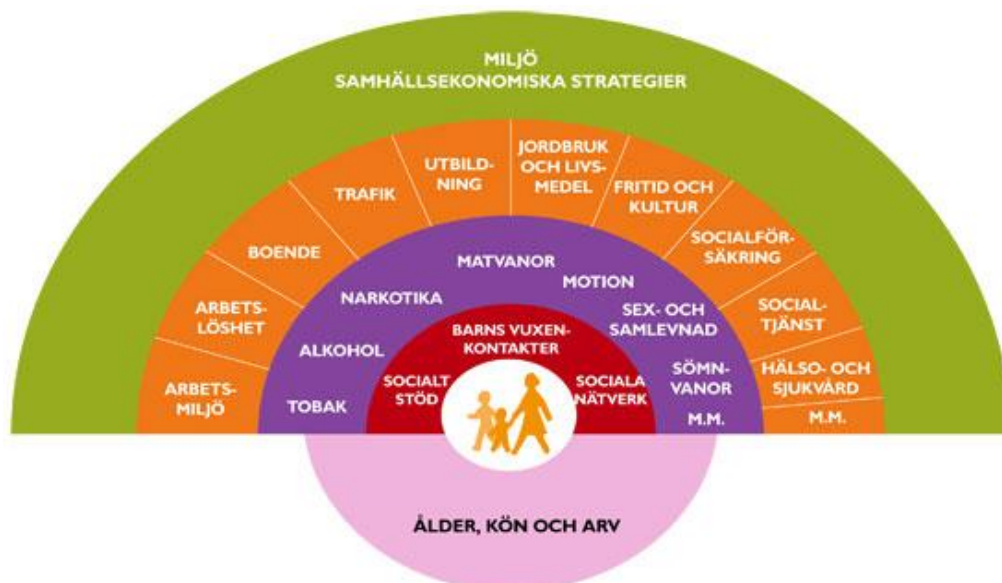 MILJÖ
SAMHÄLLSEKONOMISKA STRATEGIER
ARBETS-
MILJÖ
ARBETS-
LÖSHET
BOENDE
TRAFIK
UTBILD-
NING
JORDBRUK
OCH LIVS-
MEDEL
FRITID OCH
KULTUR
SOCIALFÖR-
SÄKRING
SOCIAL-
TJÄNST
HÄLSO- OCH
SJUKVÅRD
M.M.
TOBAK
ALKOHOL
NARKOTIKA
MATVANOR
MOTION
SEX- OCH
SAMLEVNAD
SÖMN-
VANOR
M.M.
SOCIALT
STÖD
BARNS VUXEN-
KONTAKTER
SOCIALA
NÄTVERK
ÅLDER, KÖN OCH ARV